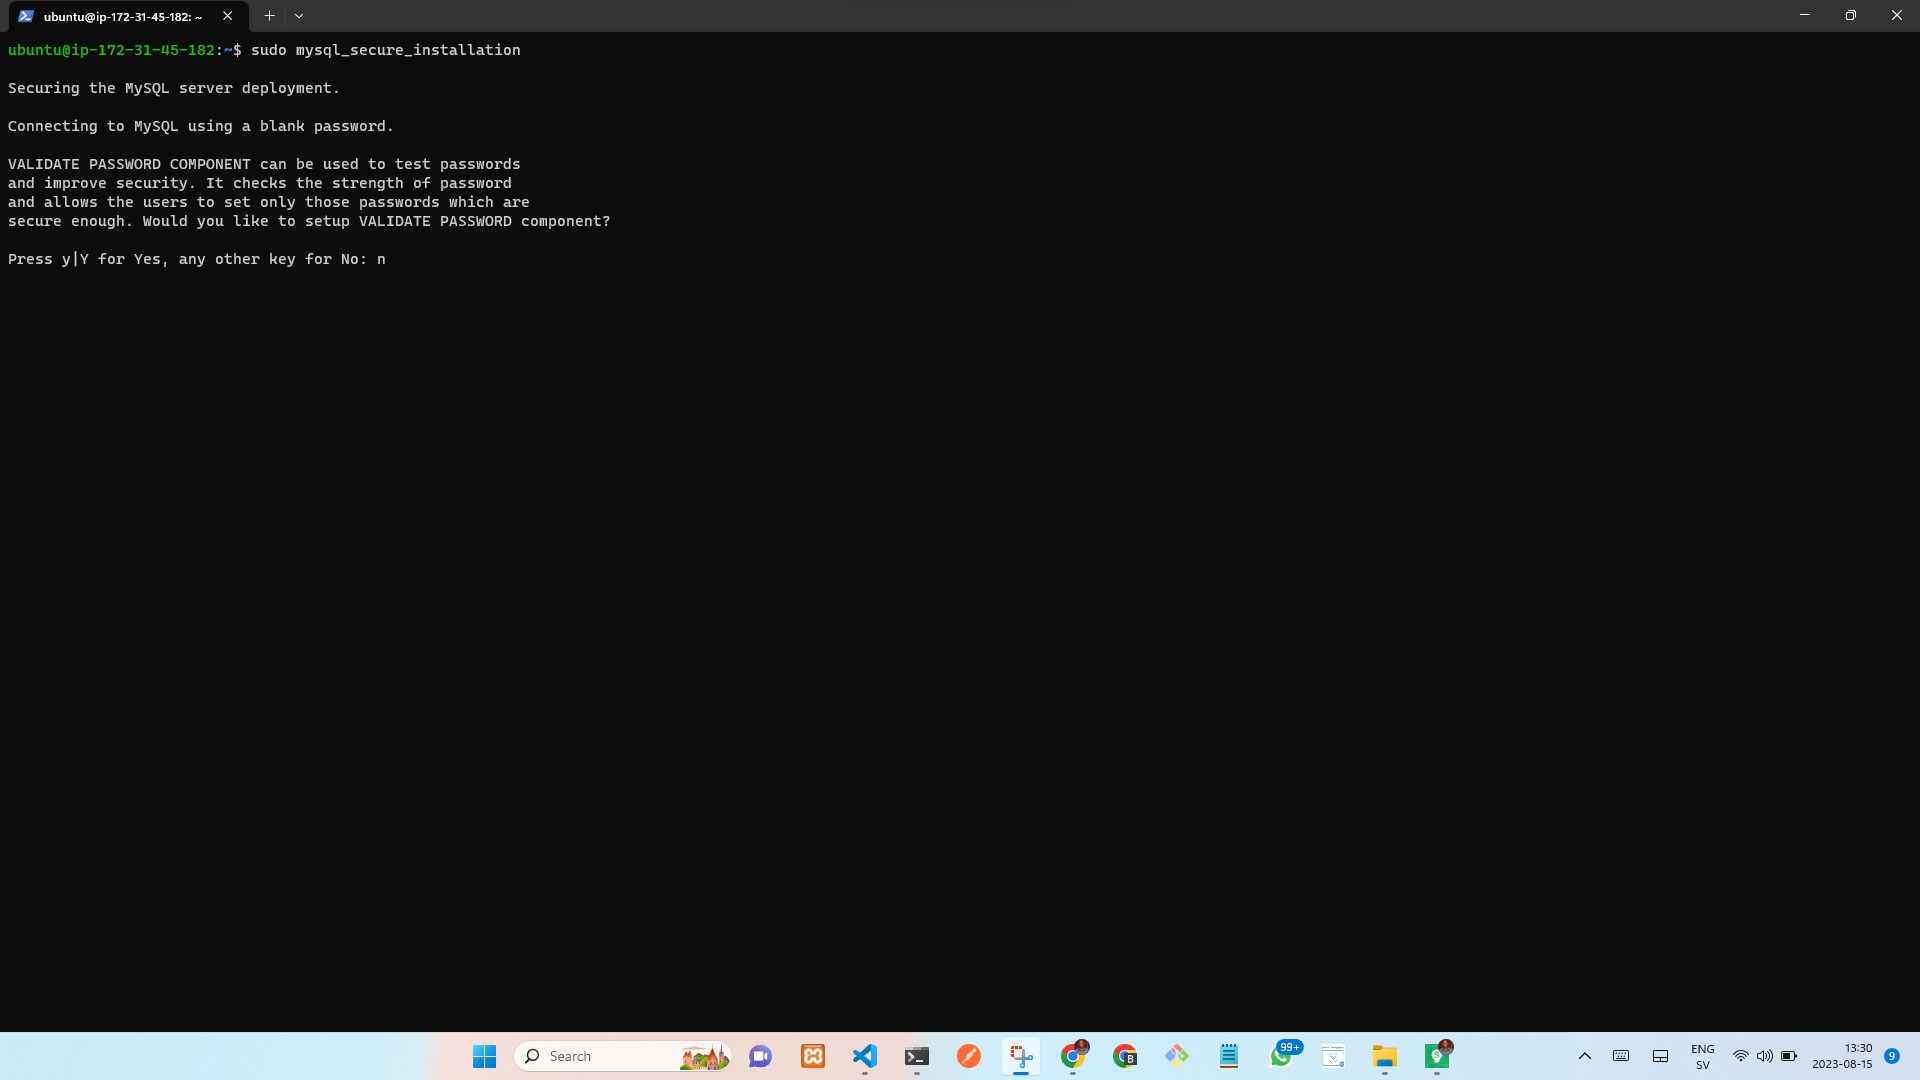 ubuntu@ip-172-31-45-182: ~
ubuntu@ip-172-31-45-182:~$ sudo mysql_secure_installation
Securing the MySQL server deployment.
Connecting to MySQL using a blank password.
VALIDATE PASSWORD COMPONENT can be used to test passwords
and improve security. It checks the strength of password
and allows the users to set only those passwords which are
secure enough. Would you like to setup VALIDATE PASSWORD component?
Press y|Y for Yes, any other key for No: n
Search
B
99+
ENG
SV
13:30
2023-08-15
9